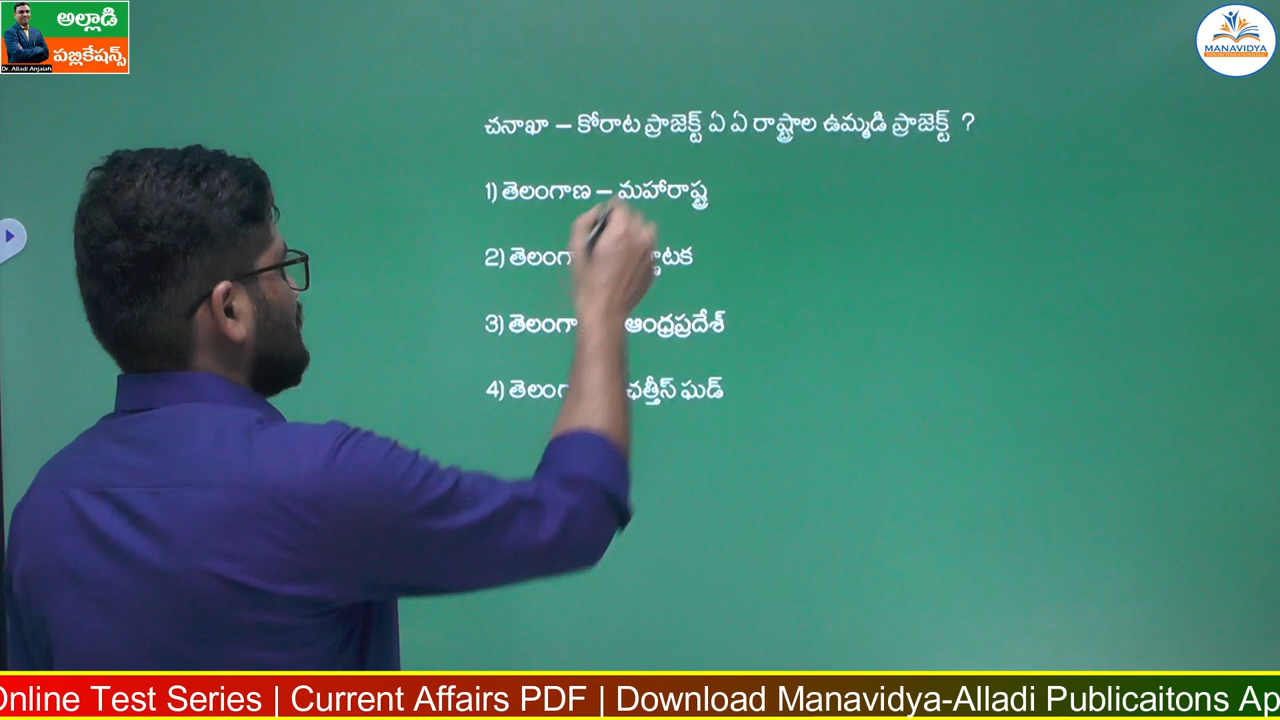 అల్లాడి
పబ్లికేషన్స్
Dr. Alladi Anjaiah
MANAVIDYA
చనాఖా – కోరాట ప్రాజెక్ట్ ఏ ఏ రాష్ట్రాల ఉమ్మడి ప్రాజెక్ట్ ?
1) తెలంగాణ – మహారాష్ట్ర
2) తెలంగ
3) తెలంగా ఆంధ్రప్రదేశ్
4) తెలంగ ఛత్తీస్ ఘడ్
Online Test Series | Current Affairs PDF | Download Manavidya-Alladi Publicaitons Ap